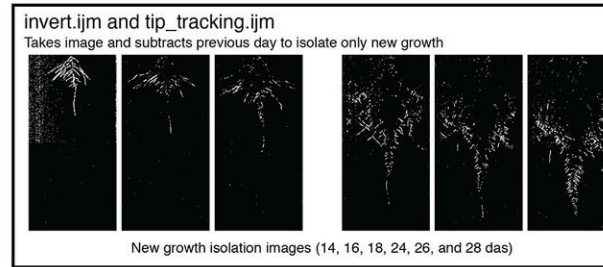 invert.ijm and tip_tracking.ijm
Takes image and subtracts previous day to isolate only new growth
New growth isolation images (14, 16, 18, 24, 26, and 28 das)